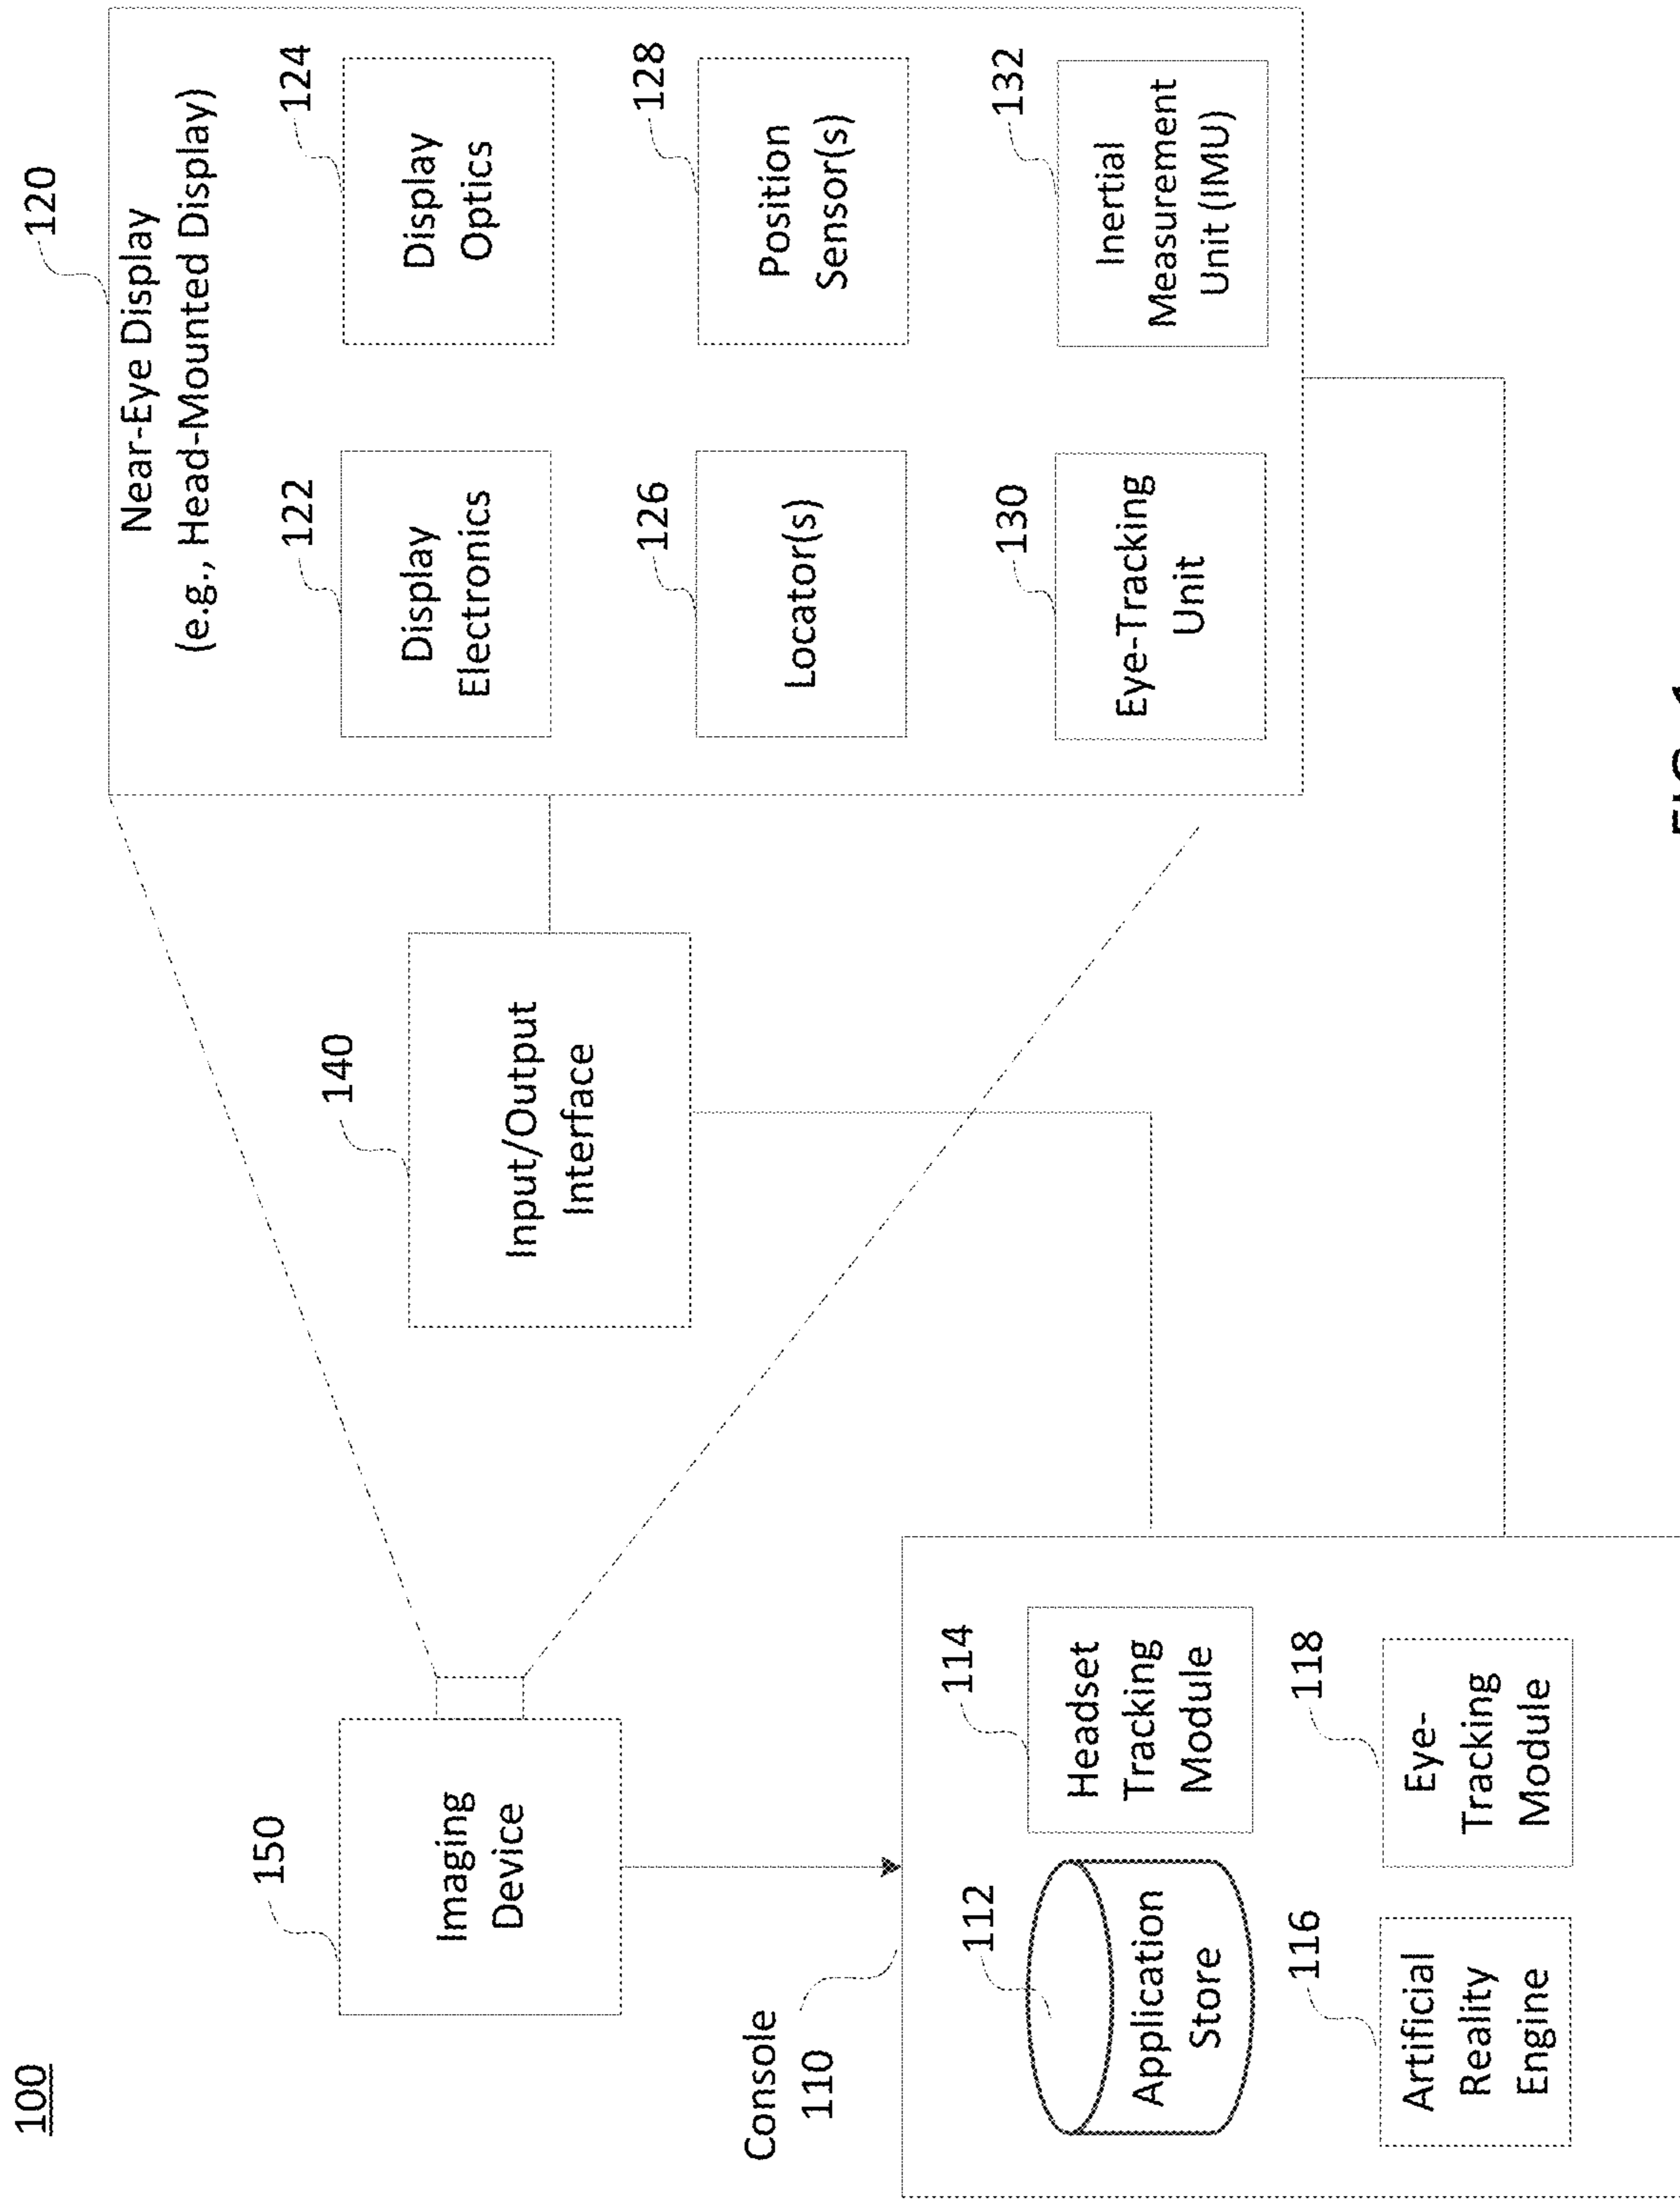 100
120
Near-Eye Display
(e.g., Head-Mounted Display)
122
Display
Electronics
124
Display
Optics
126
Locator(s)
128
Position
Sensor(s)
130
Eye-Tracking
Unit
132
Inertial
Measurement
Unit (IMU)
140
Input/Output
Interface
150
Imaging
Device
Console
110
112
Application
Store
114
Headset
Tracking
Module
116
Artificial
Reality
Engine
118
Eye-
Tracking
Module